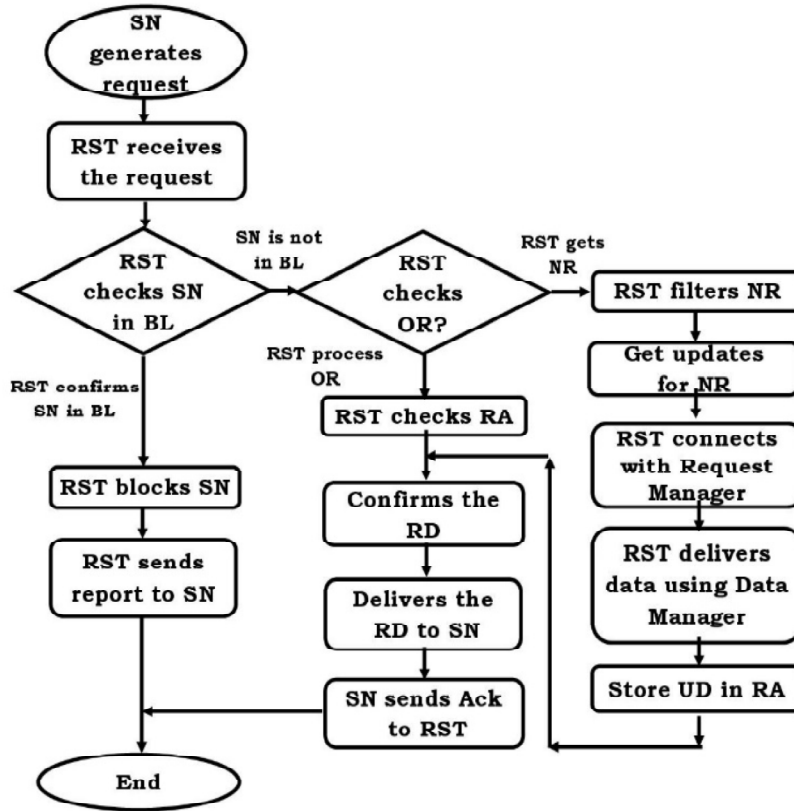 SN
generates
request
RST receives
the request
RST
checks SN
in BL
SN is not
in BL
RST
checks
OR?
RST gets
NR
RST filters NR
Get updates
for NR
RST connects
with Request
Manager
RST delivers
data using Data
Manager
Store UD in RA
RST process
OR
RST checks RA
Confirms the
RD
Delivers the
RD to SN
SN sends Ack
to RST
RST confirms
SN in BL
RST blocks SN
RST sends
report to SN
End